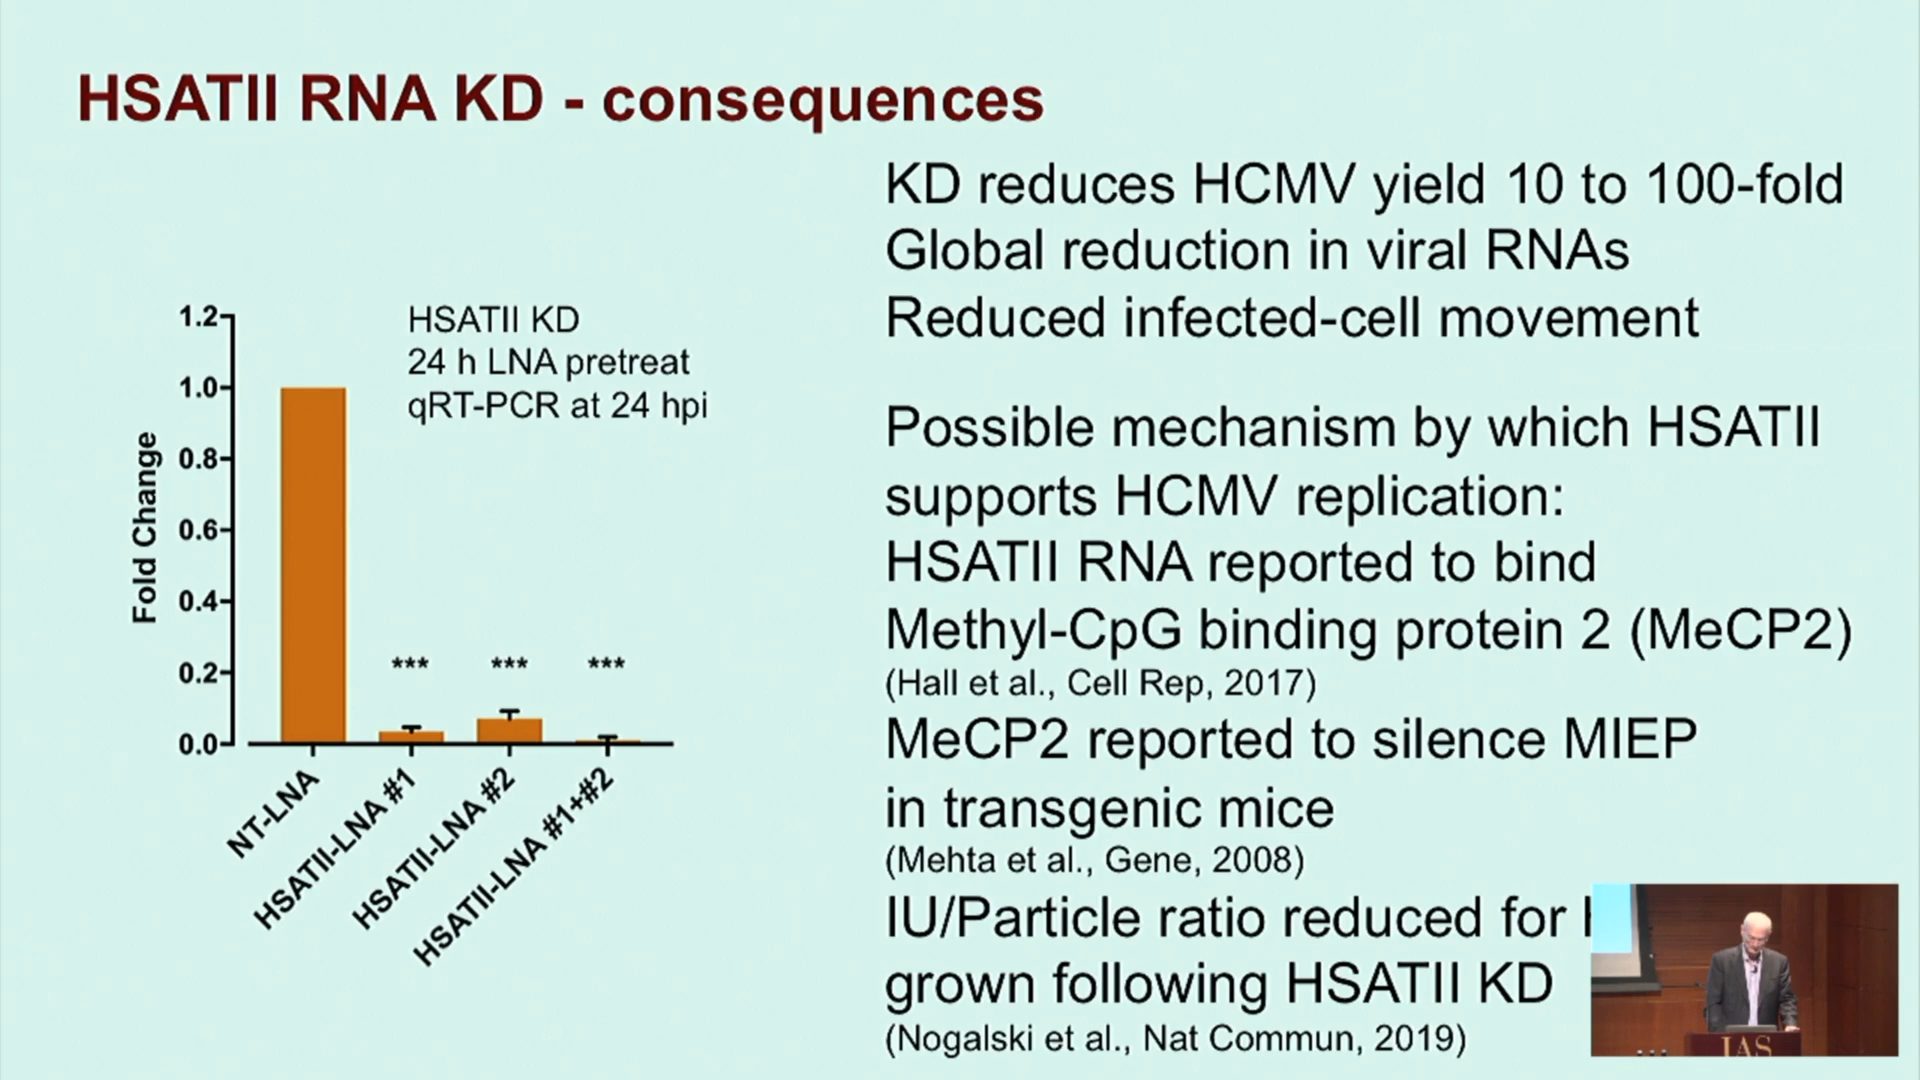 HSATII RNA KD - consequences
KD reduces HCMV yield 10 to 100-fold
Global reduction in viral RNAs
Reduced infected-cell movement
HSATII KD
24 h LNA pretreat
qRT-PCR at 24 hpi
Fold Change
1.2
1.0
0.8
0.6
0.4
0.2
0.0
***
***
***
NT-LNA
HSATII-LNA #1
HSATII-LNA #2
HSATII-LNA #1+#2
Possible mechanism by which HSATII
supports HCMV replication:
HSATII RNA reported to bind
Methyl-CpG binding protein 2 (MeCP2)
(Hall et al., Cell Rep, 2017)
MeCP2 reported to silence MIEP
in transgenic mice
(Mehta et al., Gene, 2008)
IU/Particle ratio reduced for
grown following HSATII KD
(Nogalski et al., Nat Commun, 2019)
IAS